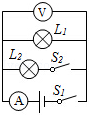 V
L₁
L₂ S₂
A S₁